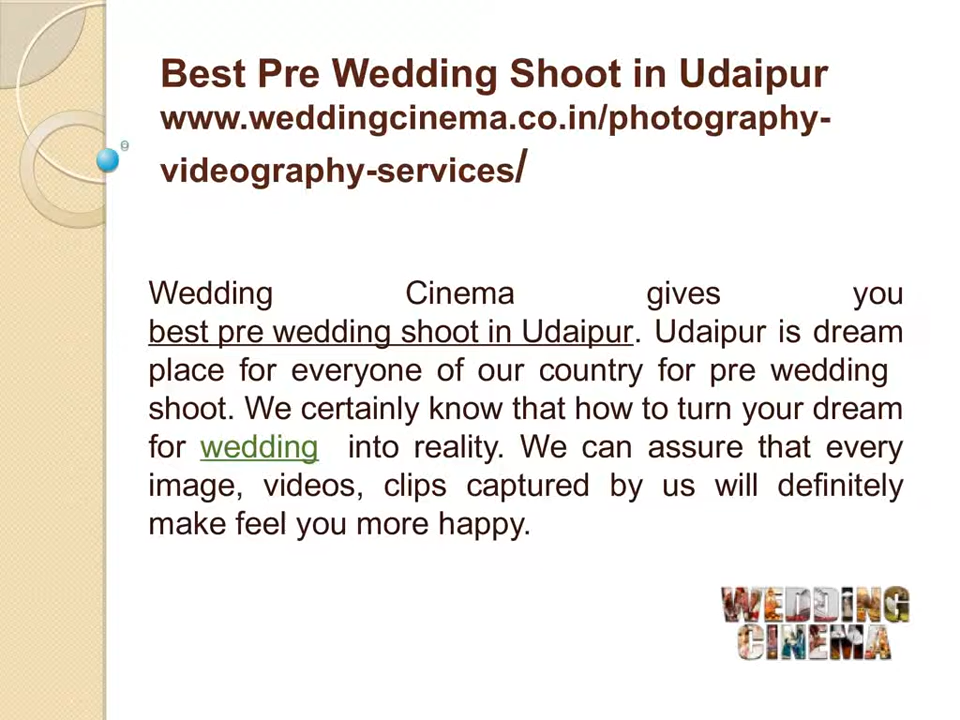 Best Pre Wedding Shoot in Udaipur
www.weddingcinema.co.in/photography-
videography-services/
Wedding Cinema gives you
best pre wedding shoot in Udaipur. Udaipur is dream
place for everyone of our country for pre wedding
shoot. We certainly know that how to turn your dream
for wedding into reality. We can assure that every
image, videos, clips captured by us will definitely
make feel you more happy.
WEDDING
CINEMA